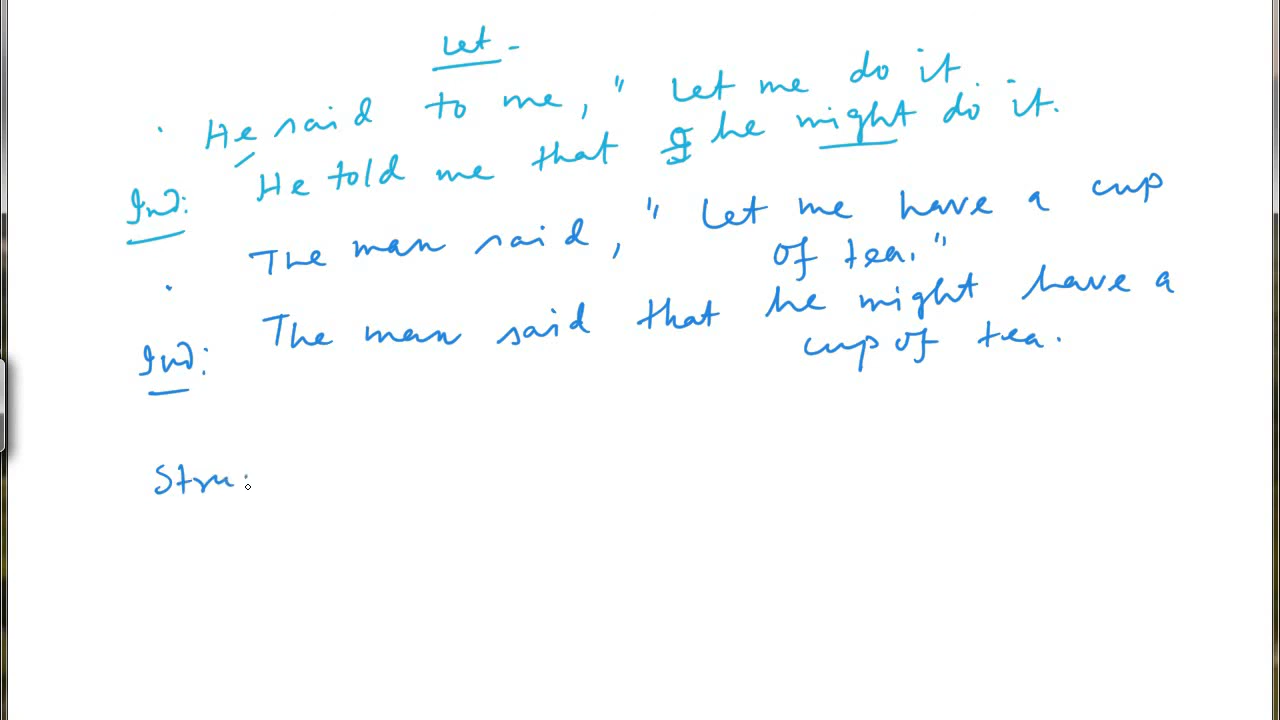 Let -
He said to me, " Let me do it
Ind: He told me that he might do it.
The man said, " Let me have a cup
of tea."
Ind: The man said that he might have a
cup of tea.
Stru: